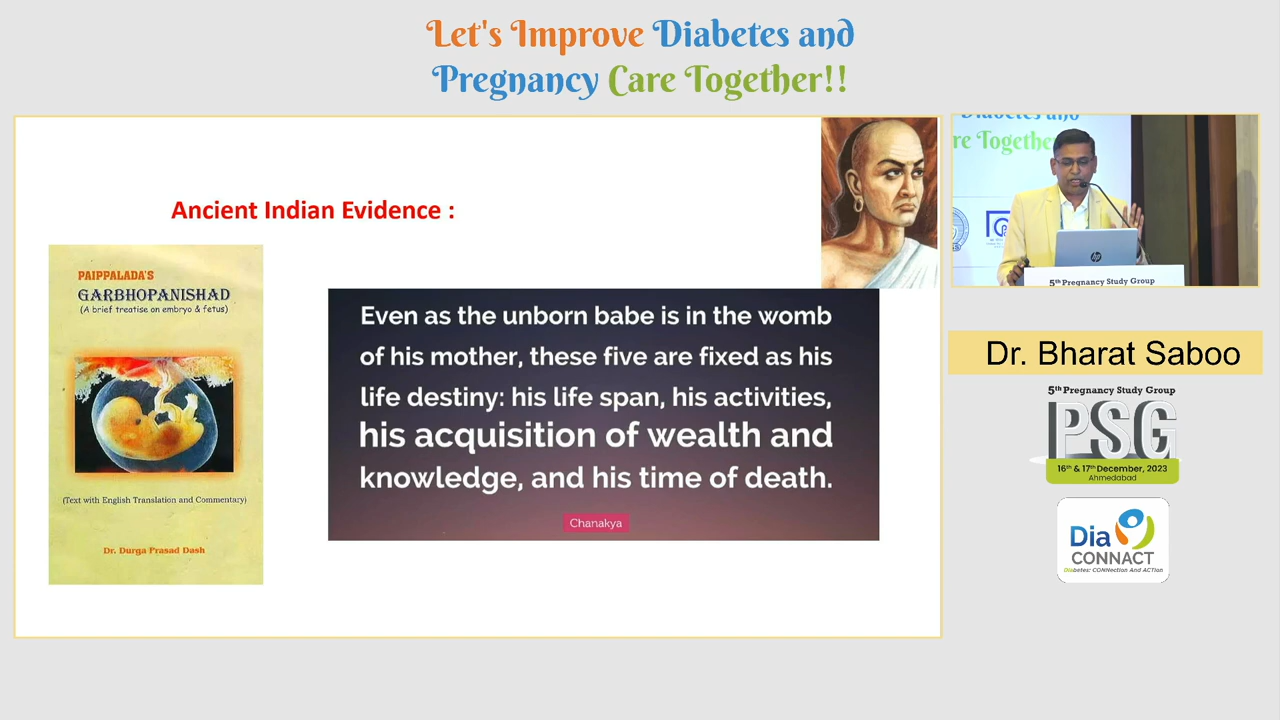 Let's Improve Diabetes and
Pregnancy Care Together!!
Ancient Indian Evidence :
PAIPPALADA'S
GARBHOPANISHAD
(A brief treatise on embryo & fetus)
(Text with English Translation and Commentary)
Dr. Durga Prasad Dash
Even as the unborn babe is in the womb
of his mother, these five are fixed as his
life destiny: his life span, his activities,
his acquisition of wealth and
knowledge, and his time of death.
Chanakya
re Togethe
hp
5th Pregnancy Study Group
Dr. Bharat Saboo
5th Pregnancy Study Group
PSG
16th & 17th December, 2023
Ahmedabad
Dia
CONNACT
Diabetes: CONNection And ACTion